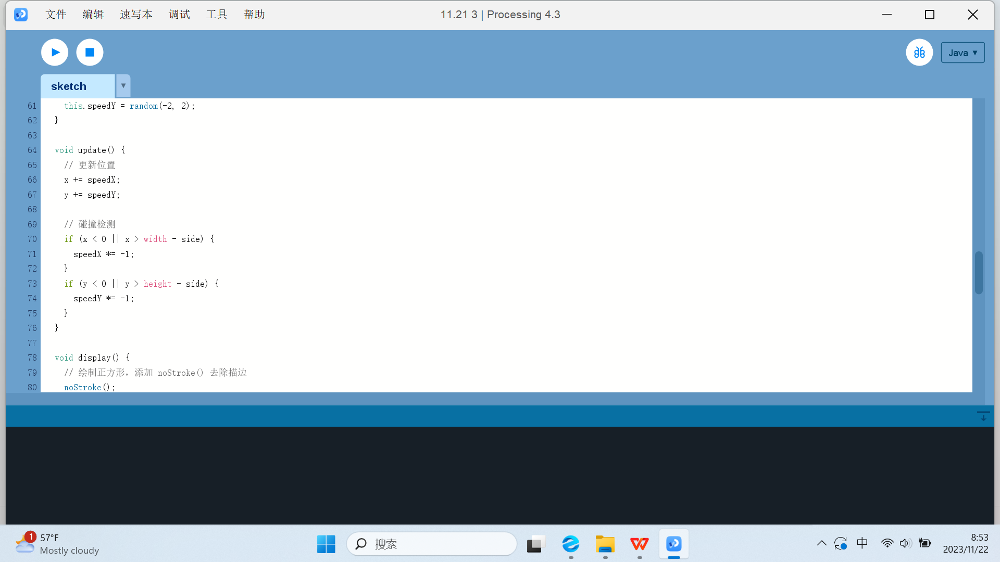 文件 编辑 速写本 调试 工具 帮助 11.21 3 | Processing 4.3
Java ▼
sketch ▼
61 this.speedY = random(-2, 2);
62 }
63
64 void update() {
65 // 更新位置
66 x += speedX;
67 y += speedY;
68
69 // 碰撞检测
70 if (x < 0 || x > width - side) {
71 speedX *= -1;
72 }
73 if (y < 0 || y > height - side) {
74 speedY *= -1;
75 }
76 }
77
78 void display() {
79 // 绘制正方形，添加 noStroke() 去除描边
80 noStroke();
1 57°F
Mostly cloudy
搜索
中
8:53
2023/11/22